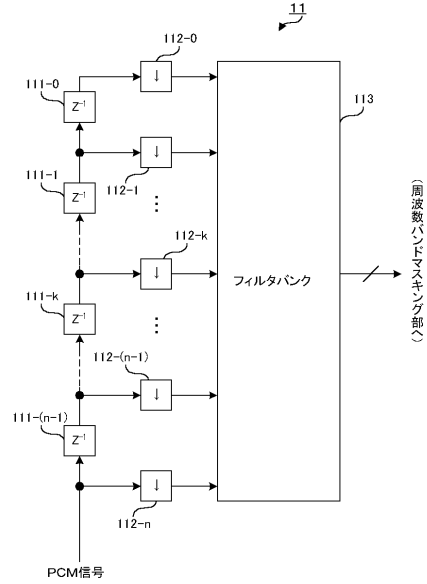 11
112-0
111-0
Z⁻¹
↓
113
111-1
Z⁻¹
↓
112-1
⋮
112-k
↓
フィルタバンク
(周波数バンドマスキング部へ)
111-k
Z⁻¹
⋮
112-(n-1)
↓
111-(n-1)
Z⁻¹
↓
112-n
PCM信号